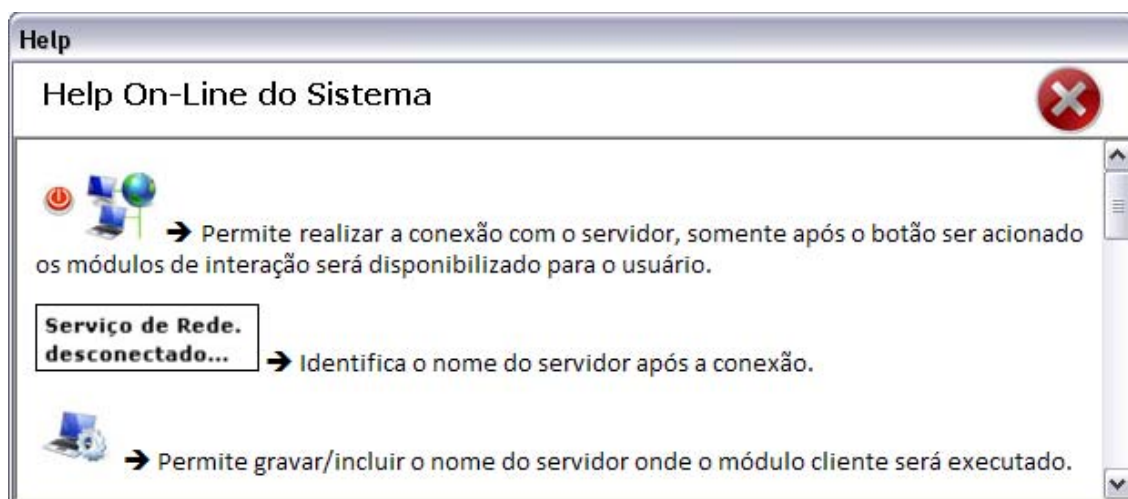 Help
Help On-Line do Sistema
➔ Permite realizar a conexão com o servidor, somente após o botão ser acionado
os módulos de interação será disponibilizado para o usuário.
Serviço de Rede.
desconectado...
➔ Identifica o nome do servidor após a conexão.
➔ Permite gravar/incluir o nome do servidor onde o módulo cliente será executado.